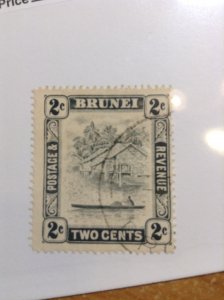 Price
2c BRUNEI 2c
POSTAGE &
REVENUE
2c TWO CENTS 2c